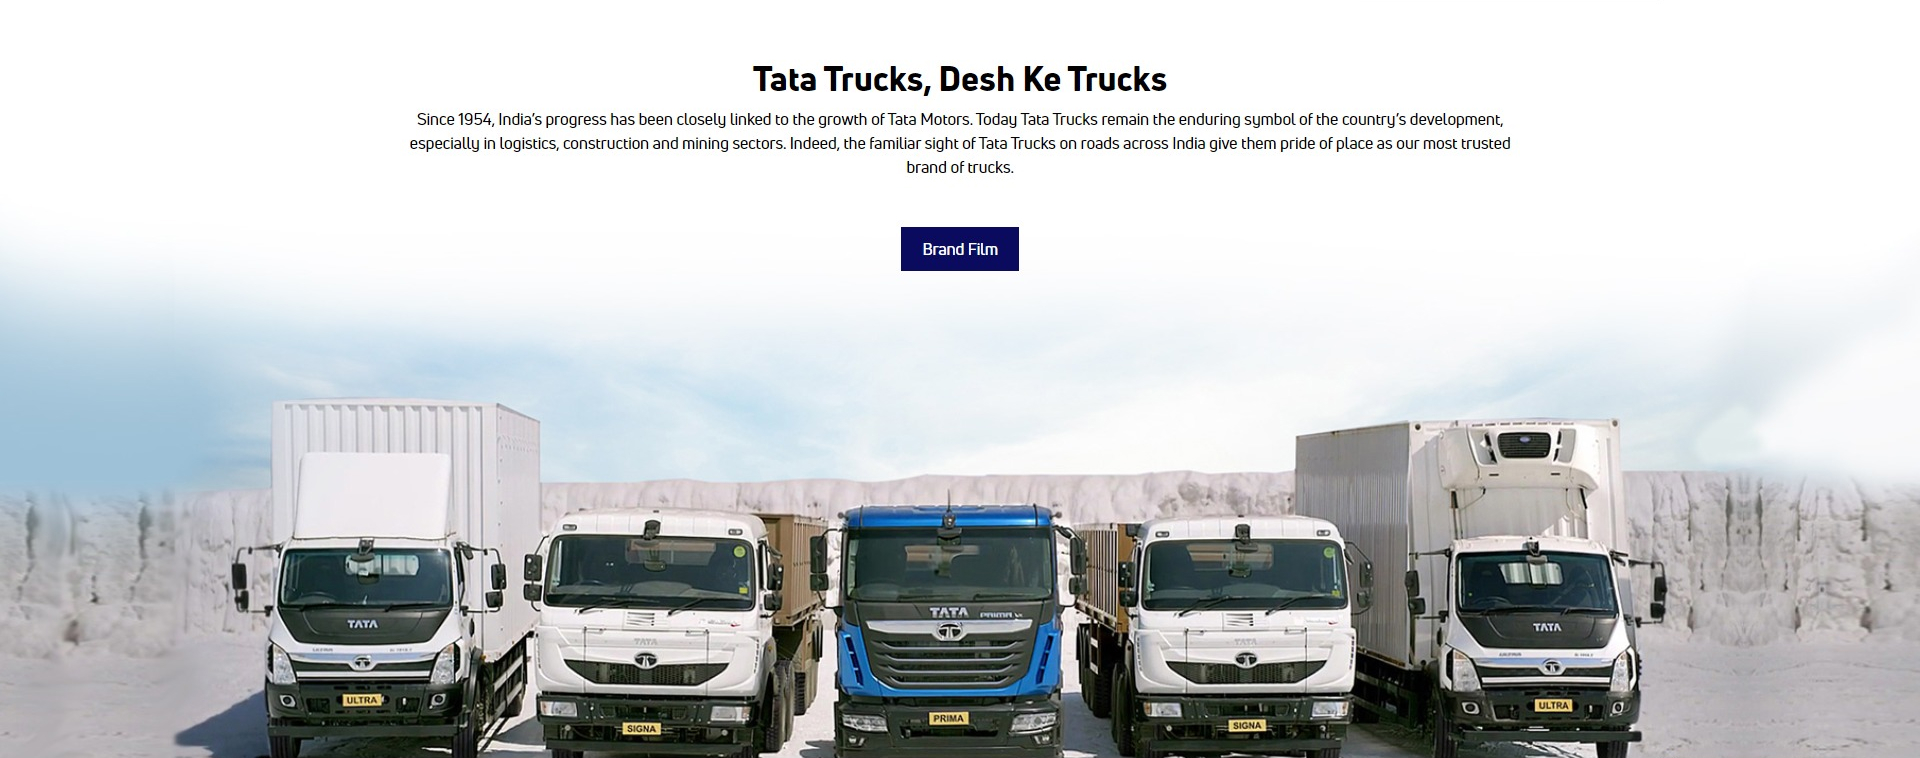 Tata Trucks, Desh Ke Trucks
Since 1954, India’s progress has been closely linked to the growth of Tata Motors. Today Tata Trucks remain the enduring symbol of the country’s development,
especially in logistics, construction and mining sectors. Indeed, the familiar sight of Tata Trucks on roads across India give them pride of place as our most trusted
brand of trucks.
Brand Film
TATA
ULTRA
TATA
SIGNA
TATA
PRIMA
PRIMA
TATA
SIGNA
TATA
ULTRA